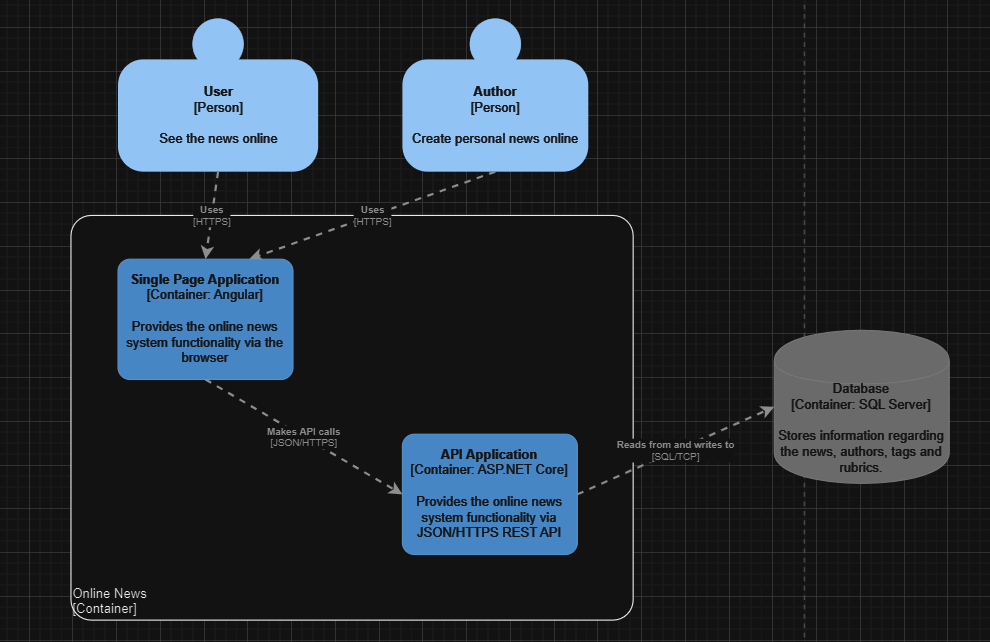 User
[Person]
See the news online
Author
[Person]
Create personal news online
Uses
[HTTPS]
Uses
[HTTPS]
Single Page Application
[Container: Angular]
Provides the online news
system functionality via the
browser
Makes API calls
[JSON/HTTPS]
API Application
[Container: ASP.NET Core]
Provides the online news
system functionality via
JSON/HTTPS REST API
Reads from and writes to
[SQL/TCP]
Database
[Container: SQL Server]
Stores information regarding
the news, authors, tags and
rubrics.
Online News
[Container]